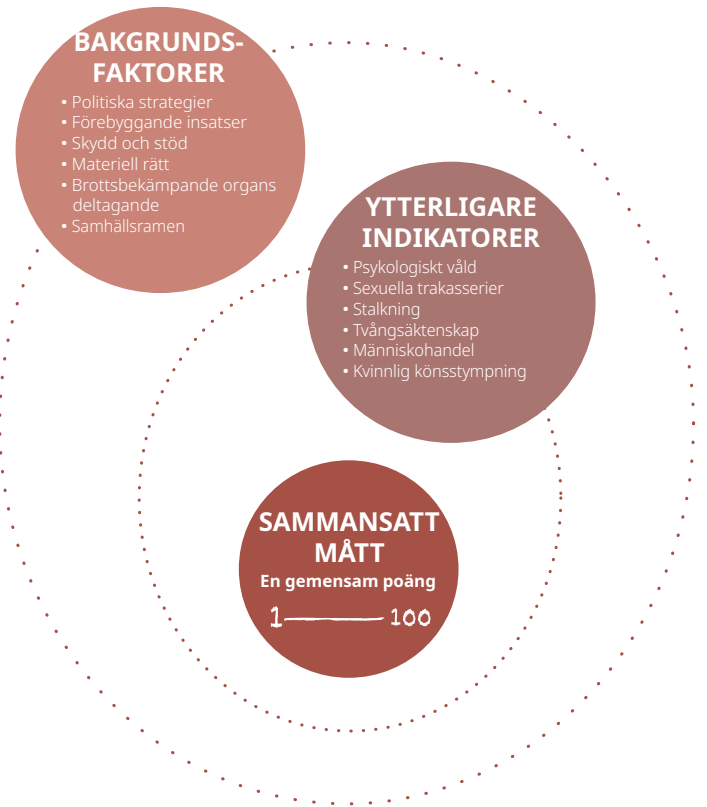 BAKGRUNDS-
FAKTORER
• Politiska strategier
• Förebyggande insatser
• Skydd och stöd
• Materiell rätt
• Brottsbekämpande organs
deltagande
• Samhällsramen
YTTERLIGARE
INDIKATORER
• Psykologiskt våld
• Sexuella trakasserier
• Stalkning
• Tvångsäktenskap
• Människohandel
• Kvinnlig könsstympning
SAMMANSATT
MÅTT
En gemensam poäng
1 100